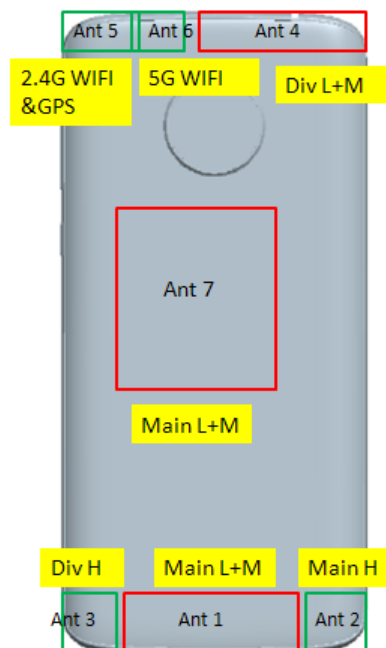 Ant 5
Ant 6
Ant 4
2.4G WIFI
&GPS
5G WIFI
Div L+M
Ant 7
Main L+M
Div H
Main L+M
Main H
Ant 3
Ant 1
Ant 2